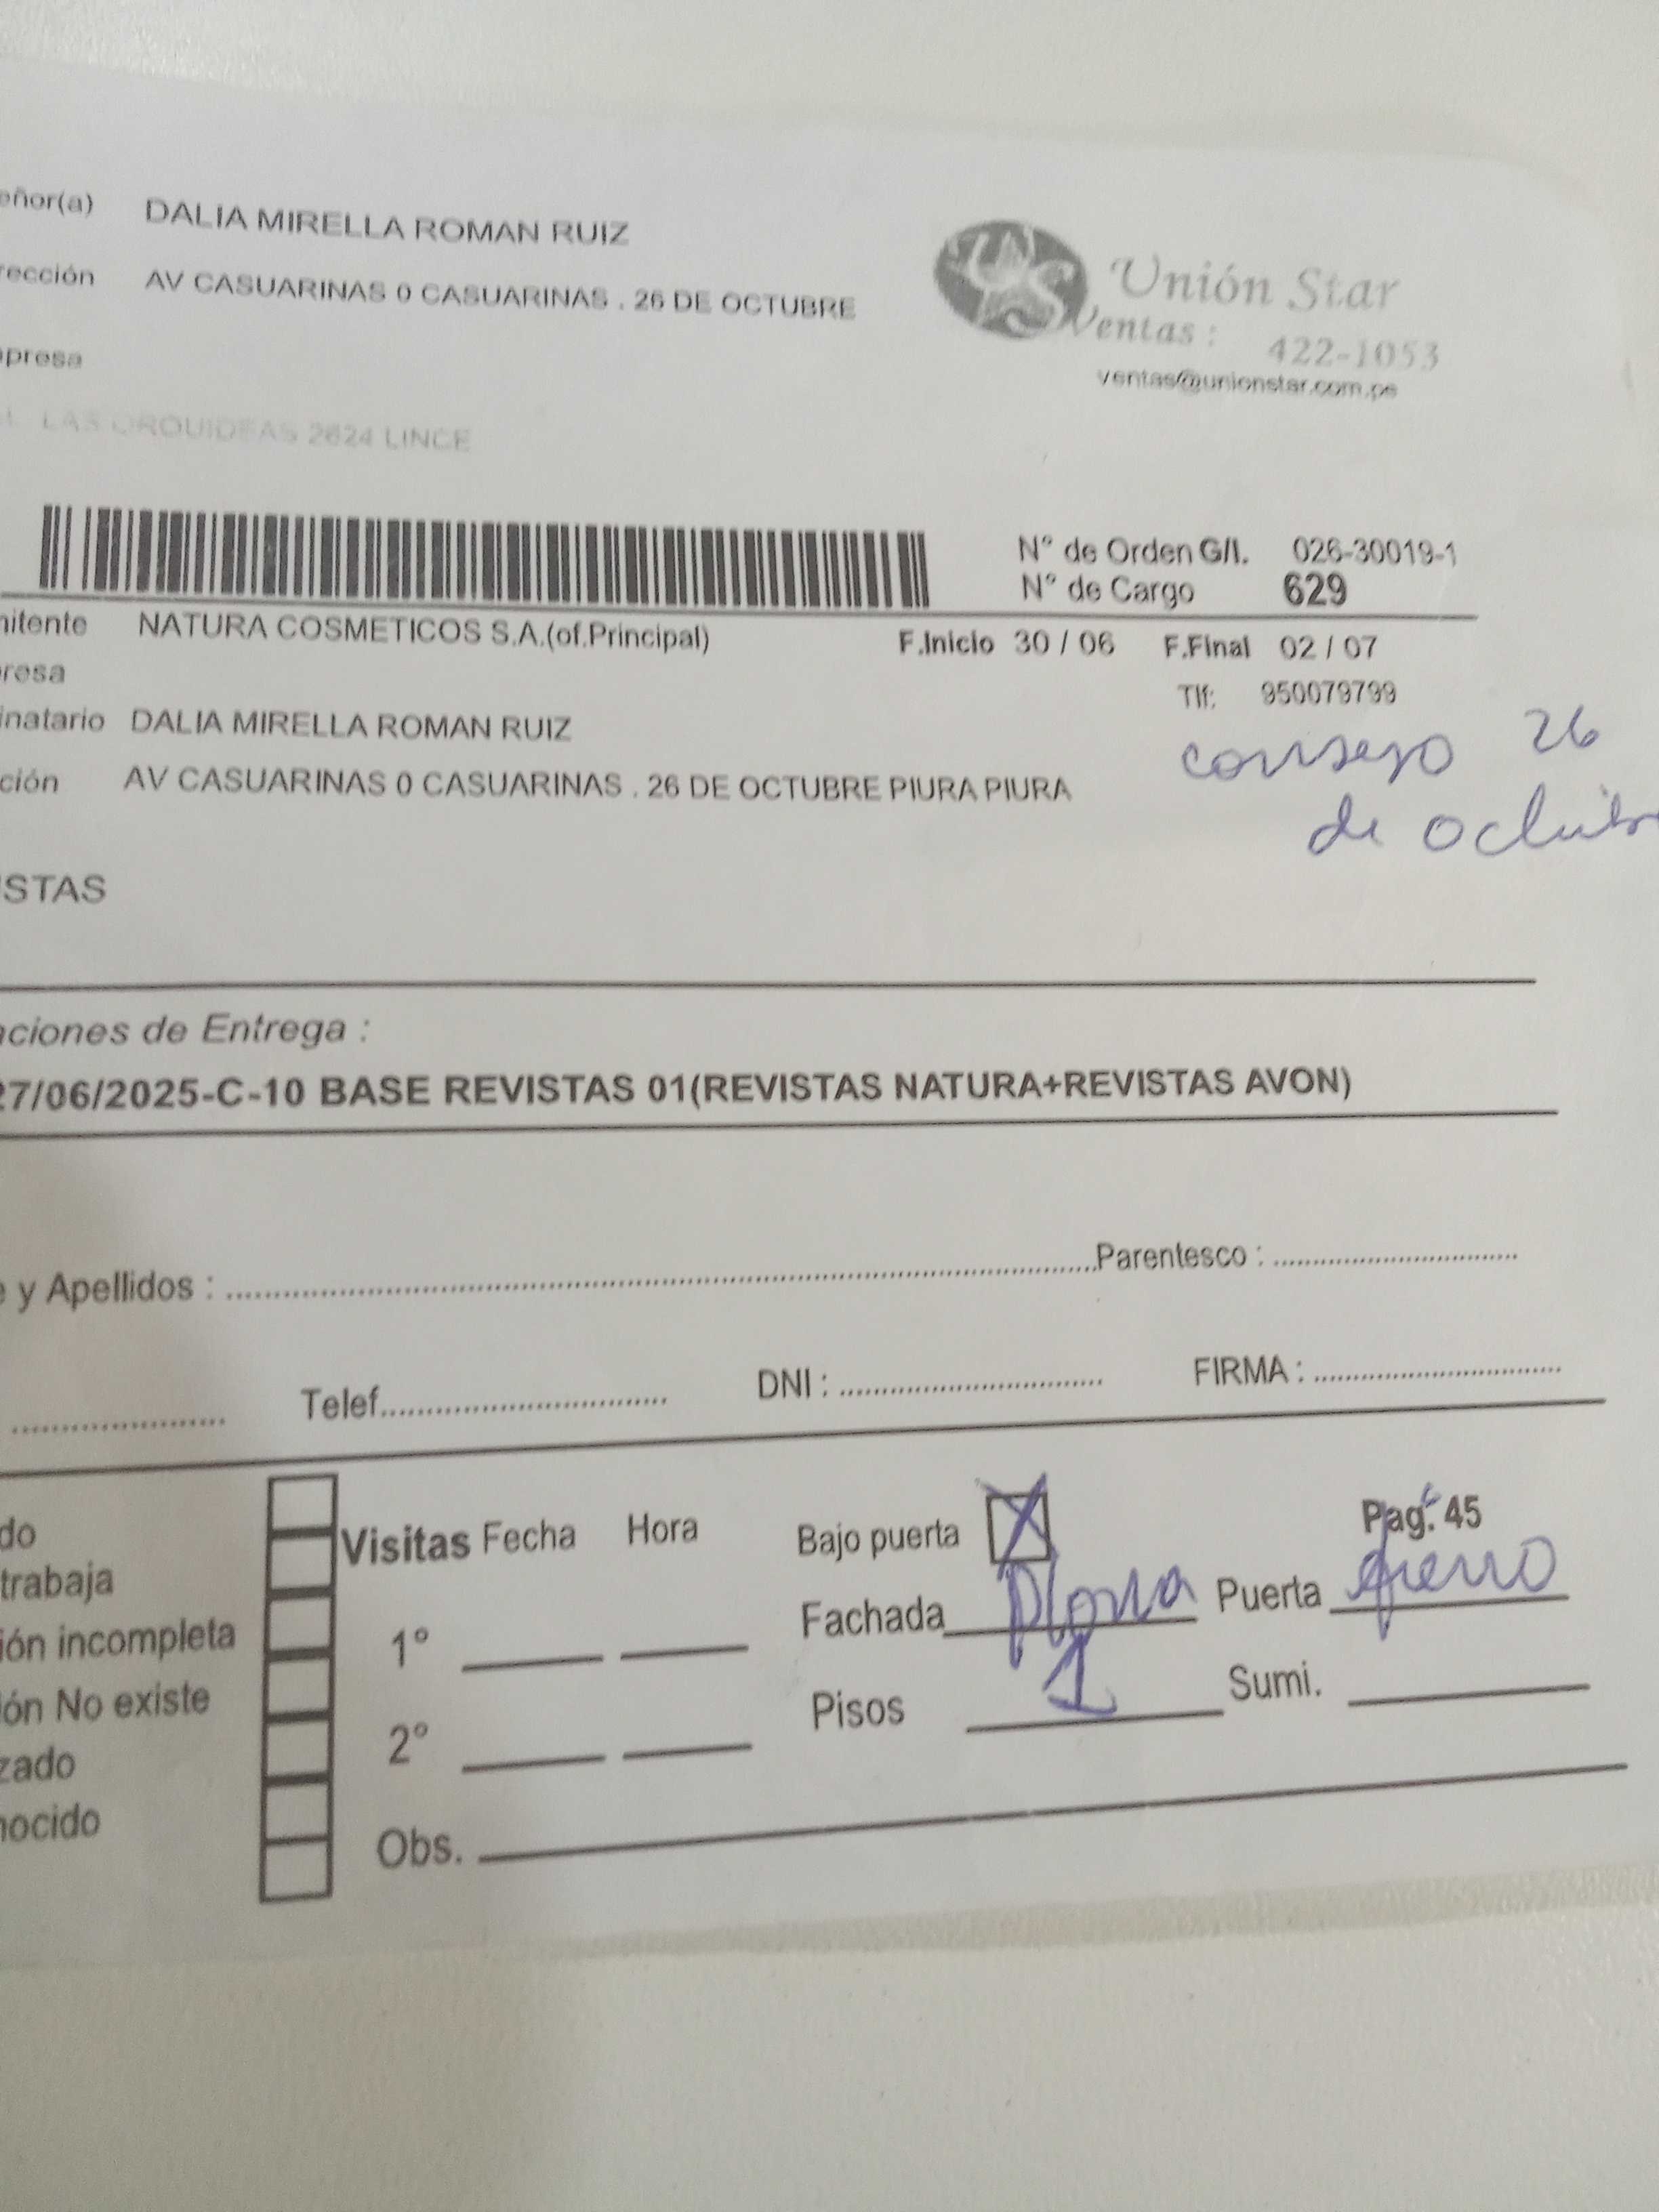 eñor(a) DALIA MIRELLA ROMAN RUIZ
rección AV CASUARINAS 0 CASUARINAS . 26 DE OCTUBRE
Unión Star
Ventas : 422-1053
ventas@unionstar.com.pe
presa
LAS ORQUIDEAS 2624 LINCE
N° de Orden G/I. 026-30019-1
N° de Cargo 629
nitente NATURA COSMETICOS S.A.(of.Principal) F.Inicio 30 / 06 F.Final 02 / 07
resa
Tlf: 950079799
inatario DALIA MIRELLA ROMAN RUIZ
ción AV CASUARINAS 0 CASUARINAS . 26 DE OCTUBRE PIURA PIURA
26
de octubre
ISTAS
aciones de Entrega :
27/06/2025-C-10 BASE REVISTAS 01(REVISTAS NATURA+REVISTAS AVON)
e y Apellidos : Parentesco :
Telef. DNI : FIRMA :
do
trabaja
ión incompleta
ión No existe
zado
nocido
Visitas Fecha Hora
1°
2°
Obs.
Bajo puerta X Pag. 45
Fachada Puerta fierro
Pisos 1 Sumi.